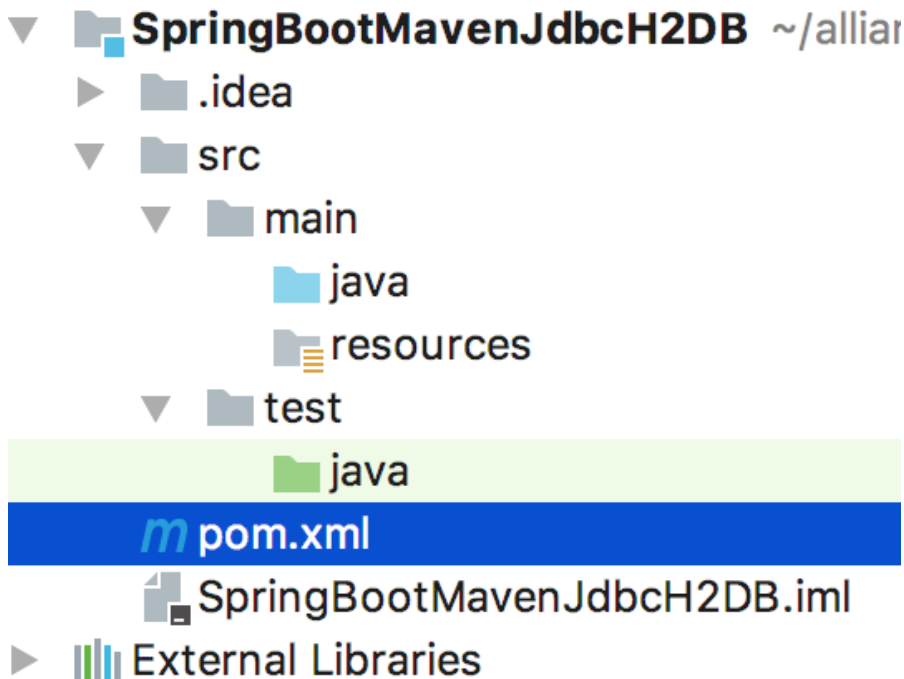 SpringBootMavenJdbcH2DB ~/allian
.idea
src
main
java
resources
test
java
pom.xml
SpringBootMavenJdbcH2DB.iml
External Libraries